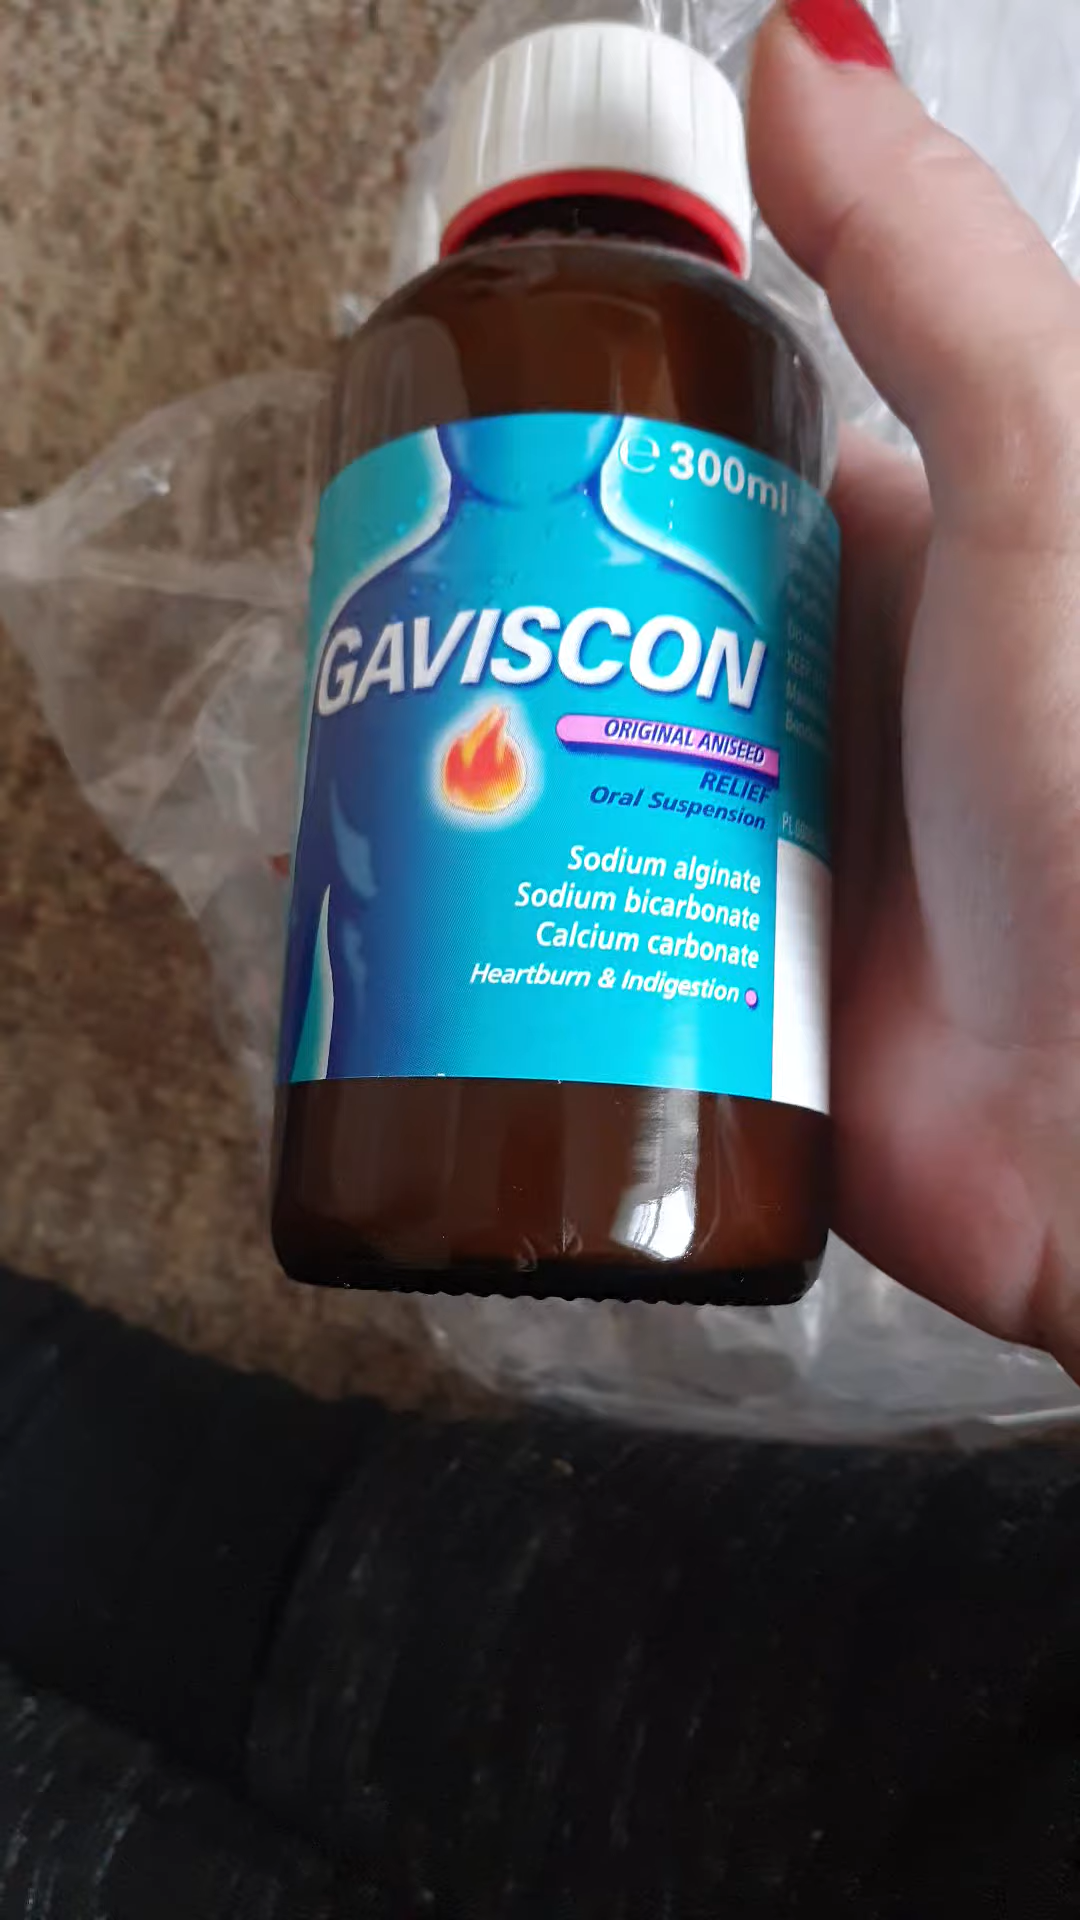 ℮ 300ml
GAVISCON
ORIGINAL ANISEED
RELIEF
Oral Suspension
Sodium alginate
Sodium bicarbonate
Calcium carbonate
Heartburn & Indigestion